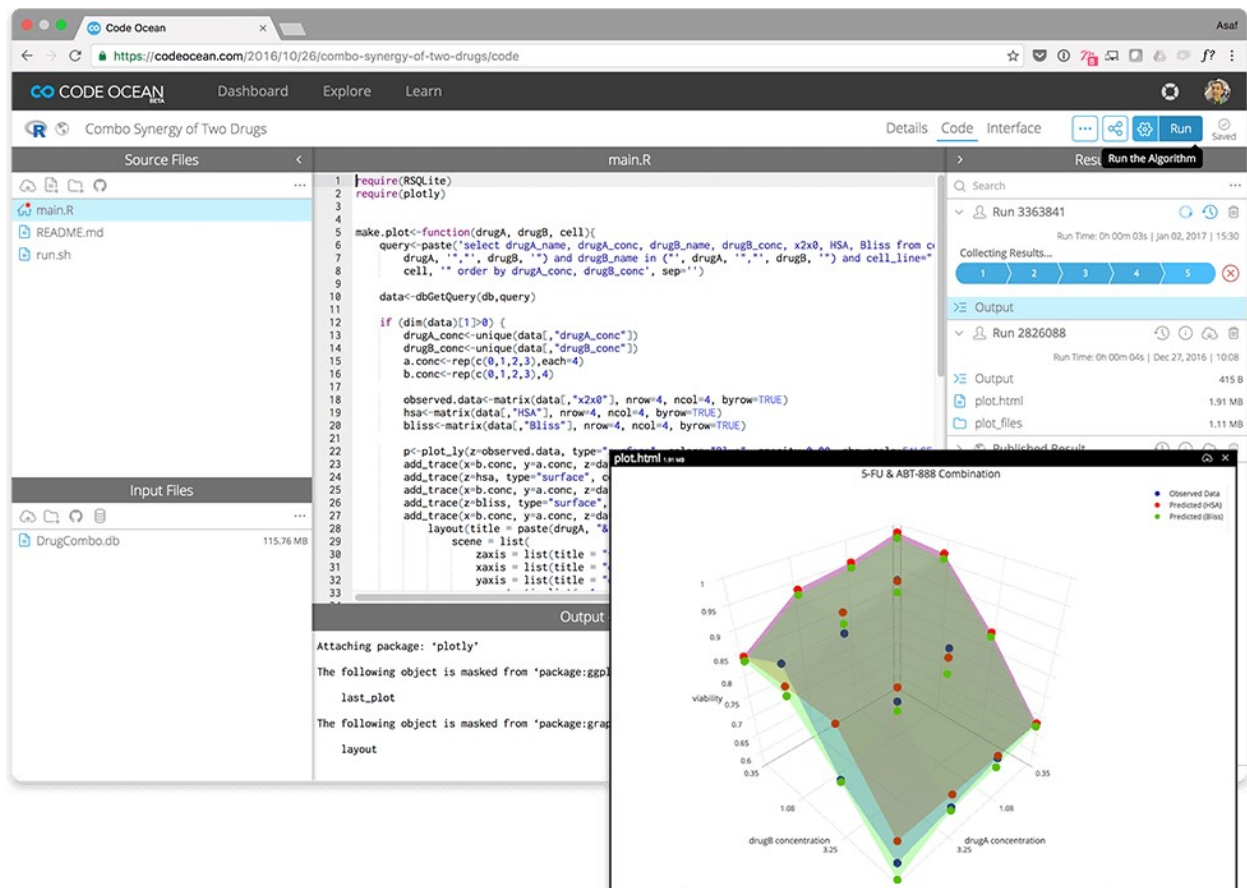 Code Ocean
Asaf
https://codeocean.com/2016/10/26/combo-synergy-of-two-drugs/code
f?
CODE OCEAN
BETA
Dashboard
Explore
Learn
Combo Synergy of Two Drugs
Details
Code
Interface
Run
Saved
Source Files
main.R
Run the Algorithm
main.R
README.md
run.sh
1 require(RSQLite)
2 require(plotly)
3
4
5 make.plot<-function(drugA, drugB, cell){
6 query<-paste('select drugA_name, drugA_conc, drugB_name, drugB_conc, x2x0, HSA, Bliss from
7 drugA, '","', drugB, '") and drugB_name in ("', drugA, '","', drugB, '") and cell_line="
8 cell, '" order by drugA_conc, drugB_conc', sep='')
9
10 data<-dbGetQuery(db,query)
11
12 if (dim(data)[1]>0) {
13 drugA_conc<-unique(data[,"drugA_conc"])
14 drugB_conc<-unique(data[,"drugB_conc"])
15 a.conc<-rep(c(0,1,2,3),each=4)
16 b.conc<-rep(c(0,1,2,3),4)
17
18 observed.data<-matrix(data[,"x2x0"], nrow=4, ncol=4, byrow=TRUE)
19 hsa<-matrix(data[,"HSA"], nrow=4, ncol=4, byrow=TRUE)
20 bliss<-matrix(data[,"Bliss"], nrow=4, ncol=4, byrow=TRUE)
21
22 p<-plot_ly(z=observed.data, type=
23 add_trace(x=b.conc, y=a.conc, z=da
24 add_trace(z=hsa, type="surface", c
25 add_trace(x=b.conc, y=a.conc, z=da
26 add_trace(z=bliss, type="surface",
27 add_trace(x=b.conc, y=a.conc, z=da
28 layout(title = paste(drugA, "&
29 scene = list(
30 zaxis = list(title = "
31 xaxis = list(title = "
32 yaxis = list(title = "
33
Search
Run 3363841
Run Time: 0h 00m 03s | Jan 02, 2017 | 15:30
Collecting Results...
1 2 3 4 5
Output
Run 2826088
Run Time: 0h 00m 04s | Dec 27, 2016 | 10:08
Output 415 B
plot.html 1.91 MB
plot_files 1.11 MB
Published Result
Input Files
DrugCombo.db 115.76 MB
Output
Attaching package: 'plotly'
The following object is masked from 'package:ggpl
last_plot
The following object is masked from 'package:grap
layout
plot.html 1.91 MB
5-FU & ABT-888 Combination
Observed Data
Predicted (HSA)
Predicted (Bliss)
1
0.95
0.9
0.85
0.8
viability
0.75
0.7
0.65
0.6
0.35
0.35
1.08
1.08
drugB concentration
drugA concentration
3.25
3.25